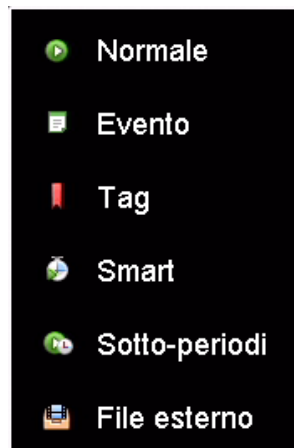 Normale
Evento
Tag
Smart
Sotto-periodi
File esterno